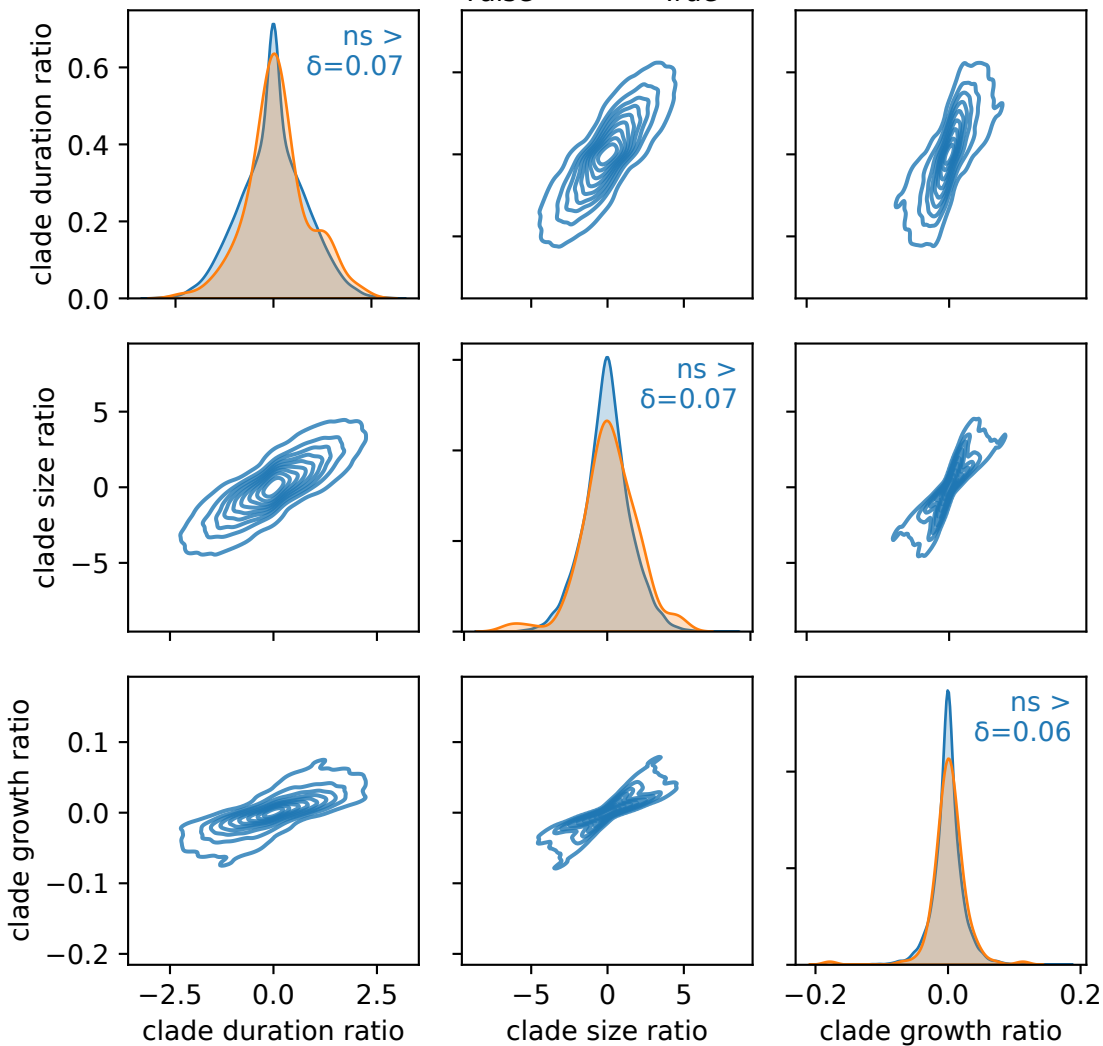 clade duration ratio
0.6
0.4
0.2
0.0
ns >
δ=0.07
clade size ratio
5
0
−5
ns >
δ=0.07
clade growth ratio
0.1
0.0
−0.1
−0.2
ns >
δ=0.06
−2.5 0.0 2.5
−5 0 5
−0.2 0.0 0.2
clade duration ratio
clade size ratio
clade growth ratio